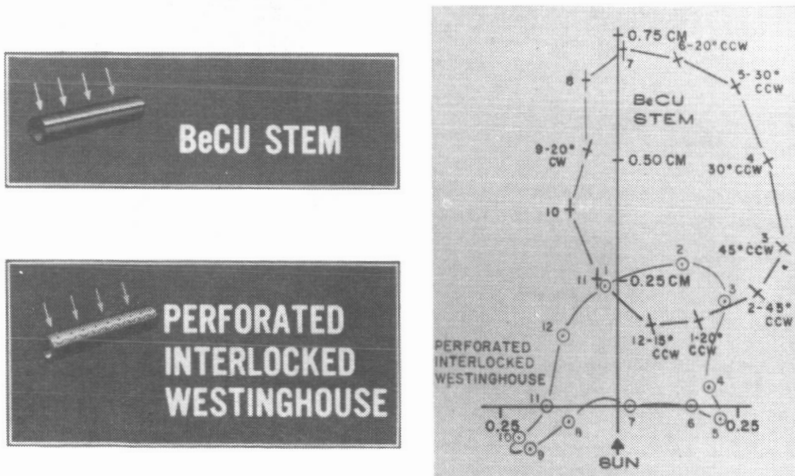 BeCU STEM
PERFORATED
INTERLOCKED
WESTINGHOUSE
0.75 CM
6-20° CCW
7
5-30°
CCW
8
BeCU
STEM
9-20°
CW
0.50 CM
4
30° CCW
10
3
45° CCW
2
11
1
0.25 CM
3
2-45°
CCW
12
12-15°
CCW
1-20°
CCW
PERFORATED
INTERLOCKED
WESTINGHOUSE
4
11
0.25
10
9
8
7
6
5
0.25
SUN